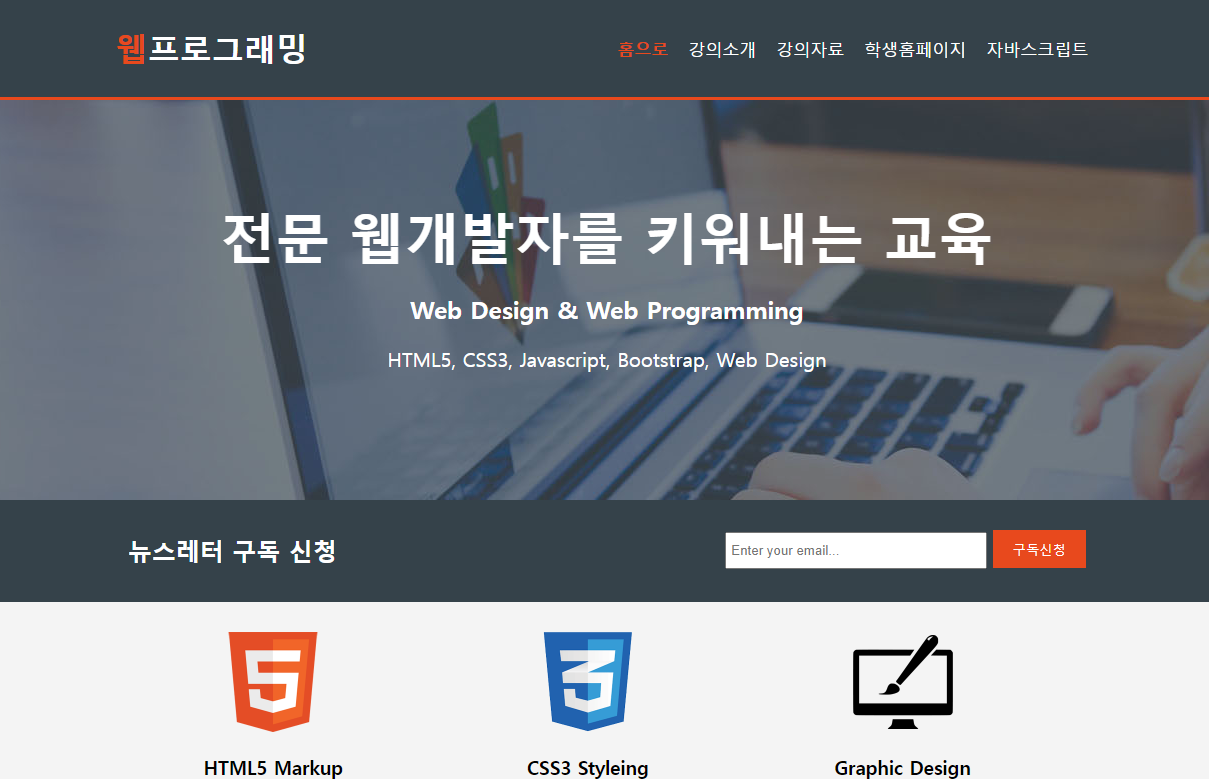 웹프로그래밍
홈으로 강의소개 강의자료 학생홈페이지 자바스크립트
전문 웹개발자를 키워내는 교육
Web Design & Web Programming
HTML5, CSS3, Javascript, Bootstrap, Web Design
뉴스레터 구독 신청
Enter your email...
구독신청
HTML5 Markup
CSS3 Styleing
Graphic Design